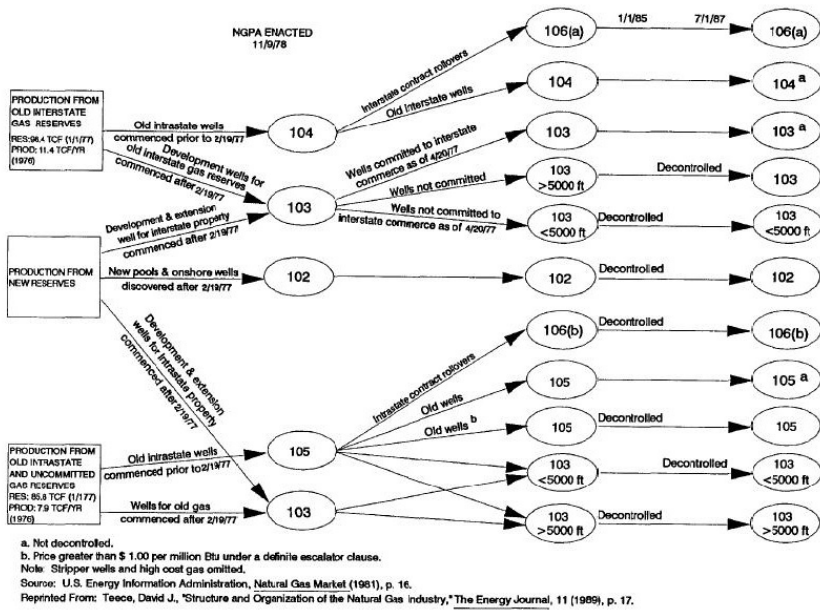 NGPA ENACTED
11/9/78
1/1/85
7/1/87
106(a)
106(a)
Interstate contract rollovers
PRODUCTION FROM
OLD INTERSTATE
GAS RESERVES
RES:98.4 TCF (1/1/77)
PROD: 11.4 TCF/YR
(1976)
Old intrastate wells
commenced prior to 2/19/77
104
Old interstate wells
104
104 a
Development wells for
old interstate gas reserves
commenced after 2/19/77
Wells committed to interstate
commerce as of 4/20/77
103
103 a
103
Wells not committed
103
>5000 ft
Decontrolled
103
Development & extension
well for interstate property
commenced after 2/19/77
Wells not committed to
interstate commerce as of 4/20/77
103
<5000 ft
Decontrolled
103
<5000 ft
PRODUCTION FROM
NEW RESERVES
New pools & onshore wells
discovered after 2/19/77
102
102
Decontrolled
102
Development & extension
wells for intrastate property
commenced after 2/19/77
Intrastate contract rollovers
106(b)
Decontrolled
106(b)
Old wells
105
105 a
PRODUCTION FROM
OLD INTRASTATE
AND UNCOMMITTED
GAS RESERVES
RES: 85.8 TCF (1/177)
PROD: 7.9 TCF/YR
(1976)
Old intrastate wells
commenced prior to 2/19/77
105
Old wells b
105
Decontrolled
105
103
<5000 ft
Decontrolled
103
<5000 ft
Wells for old gas
commenced after 2/19/77
103
103
>5000 ft
Decontrolled
103
>5000 ft
a. Not decontrolled.
b. Price greater than $ 1.00 per million Btu under a definite escalator clause.
Note: Stripper wells and high cost gas omitted.
Source: U.S. Energy Information Administration, Natural Gas Market (1981), p. 16.
Reprinted From: Teece, David J., "Structure and Organization of the Natural Gas Industry," The Energy Journal, 11 (1989), p. 17.